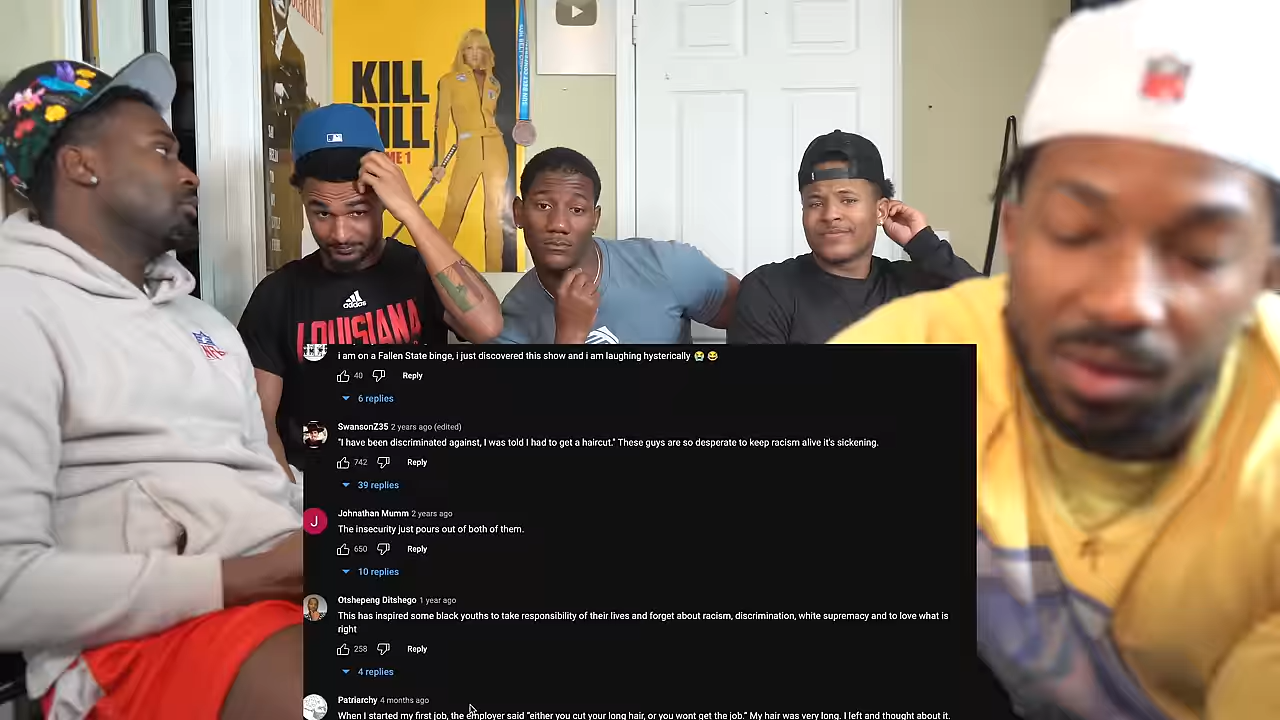 SCARFACE
KILL
BILL
SUN BELT CONFERENCE
adidas
LOUISIANA
NFL
i am on a Fallen State binge, i just discovered this show and i am laughing hysterically 😭 😂
40 Reply
6 replies
SwansonZ35 2 years ago (edited)
"I have been discriminated against, I was told I had to get a haircut." These guys are so desperate to keep racism alive it's sickening.
742 Reply
39 replies
J
Johnathan Mumm 2 years ago
The insecurity just pours out of both of them.
650 Reply
10 replies
Otshepeng Ditshego 1 year ago
This has inspired some black youths to take responsibility of their lives and forget about racism, discrimination, white supremacy and to love what is
right
258 Reply
4 replies
Patriarchy 4 months ago
When I started my first job, the employer said "either you cut your long hair, or you wont get the job." My hair was very long. I left and thought about it.